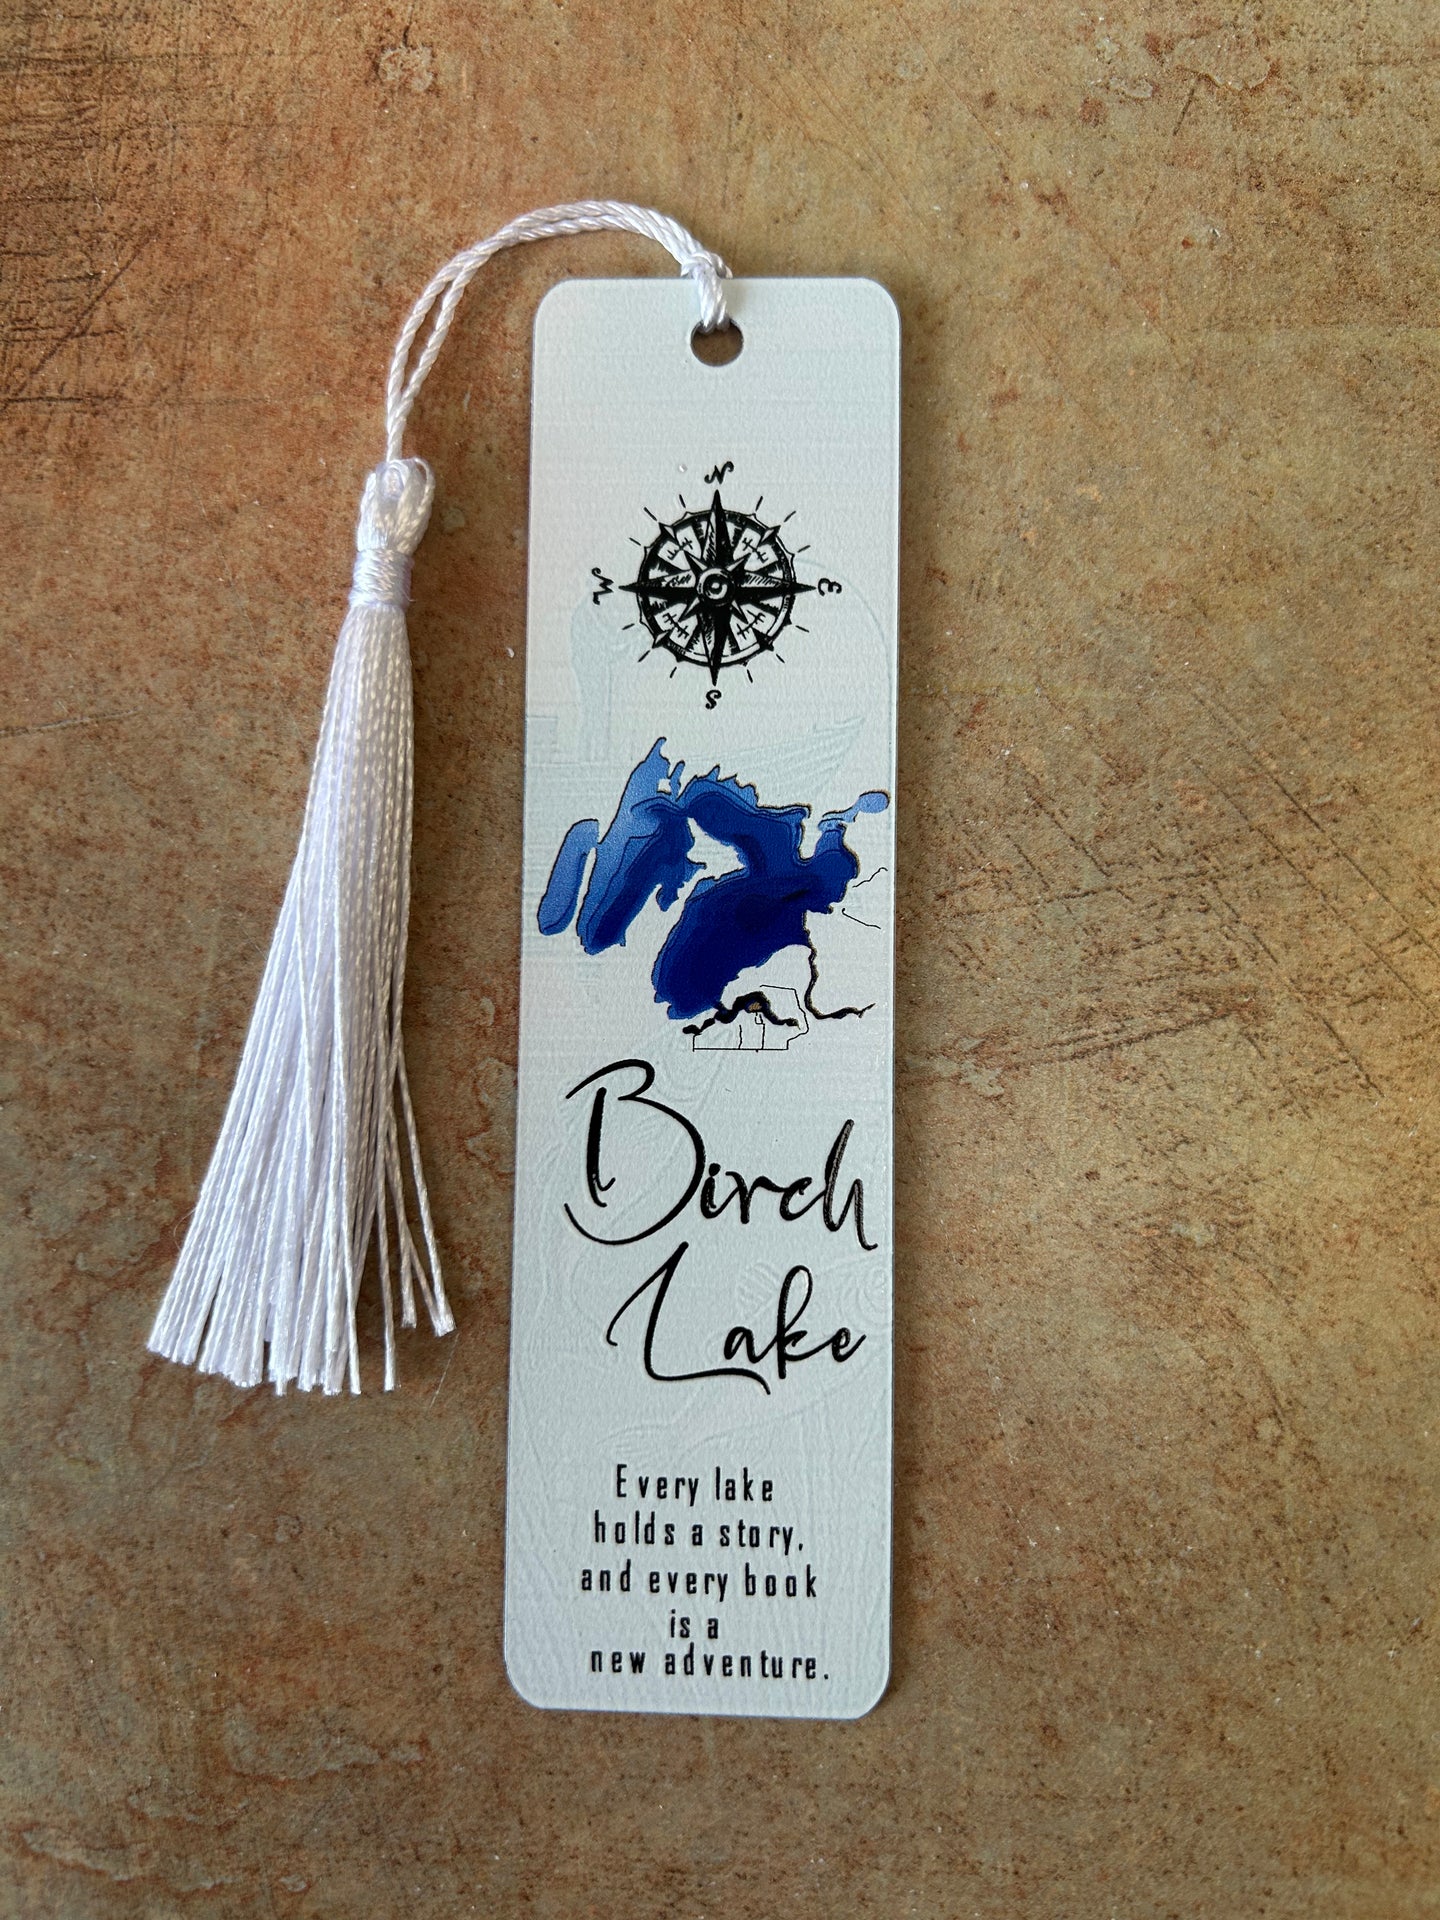 N
W E
S
Birch
Lake
Every lake
holds a story,
and every book
is a
new adventure.